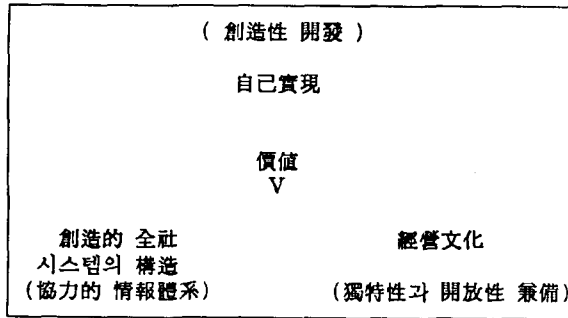 ( 創造性 開發 )
自己實現
價値
V
創造的 全社
시스템의 構造
(協力的 情報體系)
經營文化
(獨特性과 開放性 兼備)